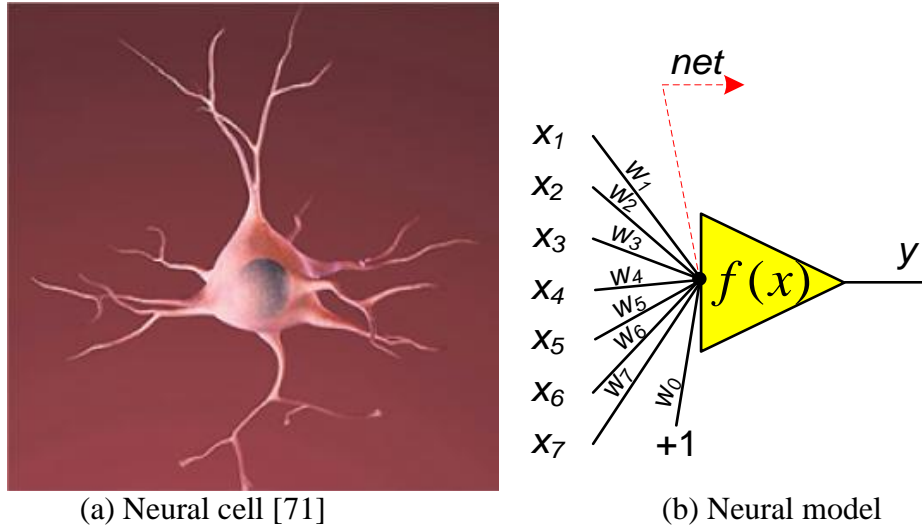 net
x1
w1
x2
w2
x3
w3
x4
w4
x5
w5
x6
w6
x7
w7
w0
+1
f(x)
y
(a) Neural cell [71]
(b) Neural model